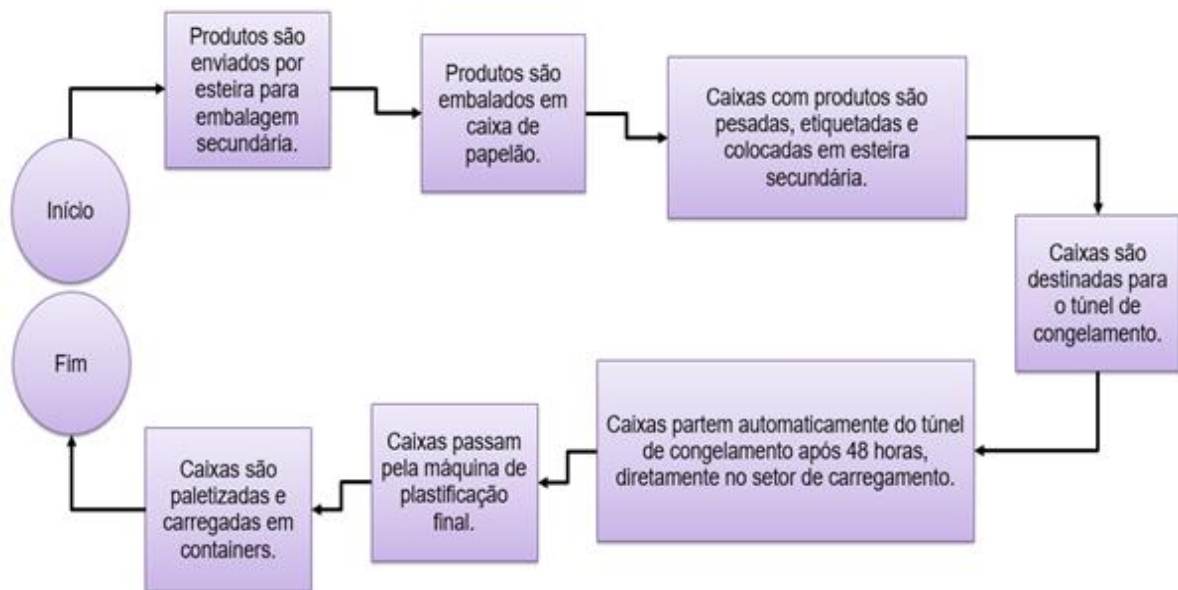 Início
Produtos são
enviados por
esteira para
embalagem
secundária.
Produtos são
embalados em
caixa de
papelão.
Caixas com produtos são
pesadas, etiquetadas e
colocadas em esteira
secundária.
Caixas são
destinadas para
o túnel de
congelamento.
Caixas partem automaticamente do túnel
de congelamento após 48 horas,
diretamente no setor de carregamento.
Caixas passam
pela máquina de
plastificação
final.
Caixas são
paletizadas e
carregadas em
containers.
Fim